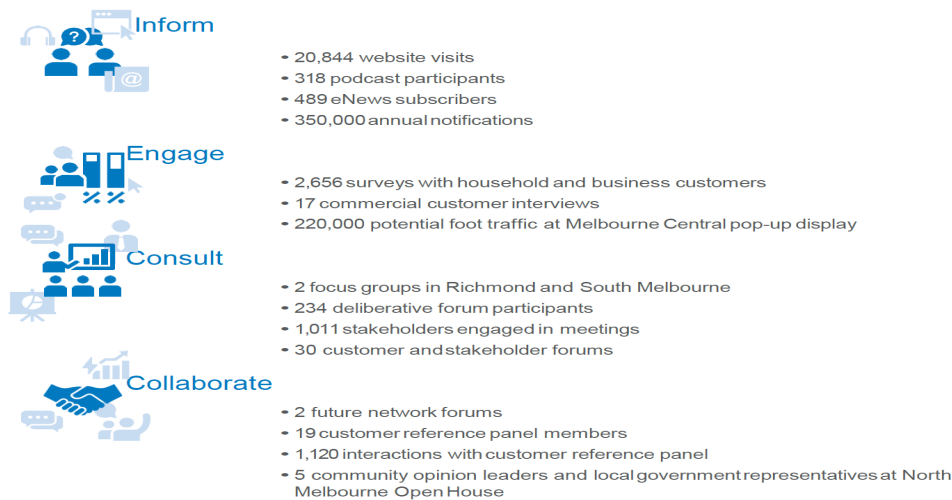 Inform
• 20,844 website visits
• 318 podcast participants
• 489 eNews subscribers
• 350,000 annual notifications
Engage
• 2,656 surveys with household and business customers
• 17 commercial customer interviews
• 220,000 potential foot traffic at Melbourne Central pop-up display
Consult
• 2 focus groups in Richmond and South Melbourne
• 234 deliberative forum participants
• 1,011 stakeholders engaged in meetings
• 30 customer and stakeholder forums
Collaborate
• 2 future network forums
• 19 customer reference panel members
• 1,120 interactions with customer reference panel
• 5 community opinion leaders and local government representatives at North
Melbourne Open House